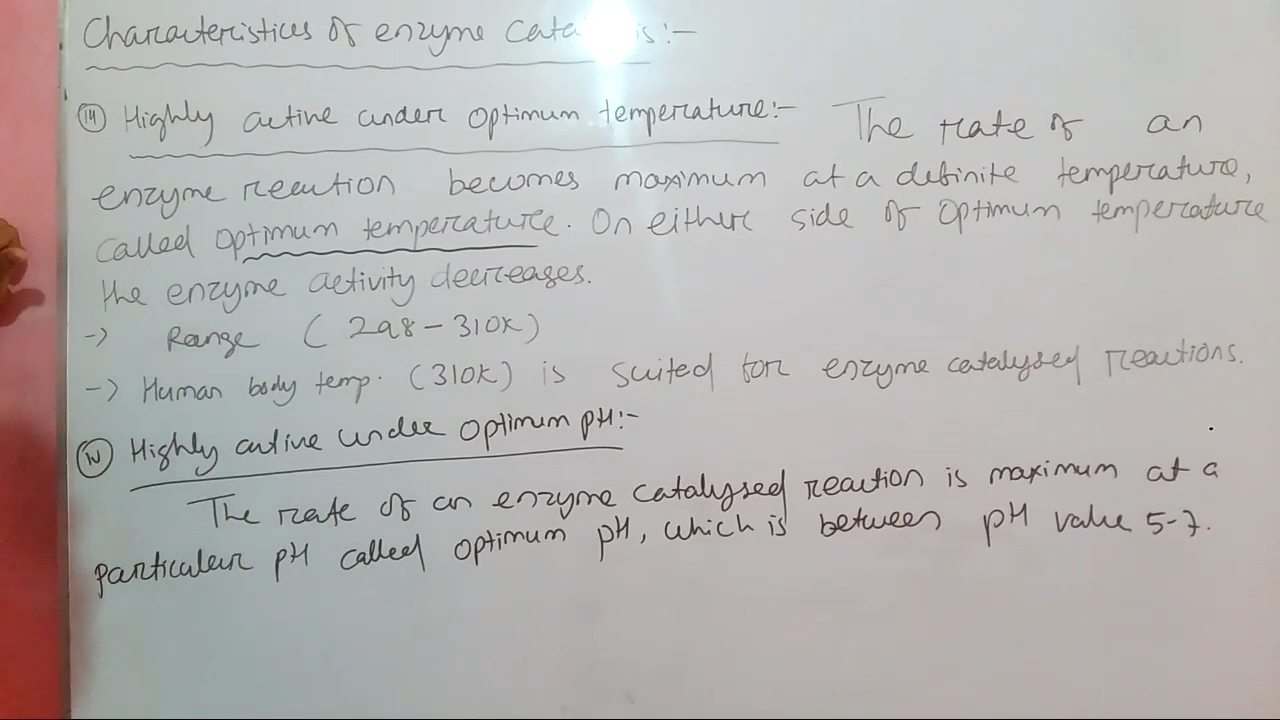 Characteristics of enzyme Cata is:-
(iii) Highly active under optimum temperature:- The rate of an
enzyme reaction becomes maximum at a definite temperature,
called optimum temperature. On either side of optimum temperature
the enzyme activity decreases.
-> Range (298-310K)
-> Human body temp. (310K) is suited for enzyme catalysed reactions.
(iv) Highly active under optimum pH:-
The rate of an enzyme catalysed reaction is maximum at a
particular pH called optimum pH, which is between pH value 5-7.